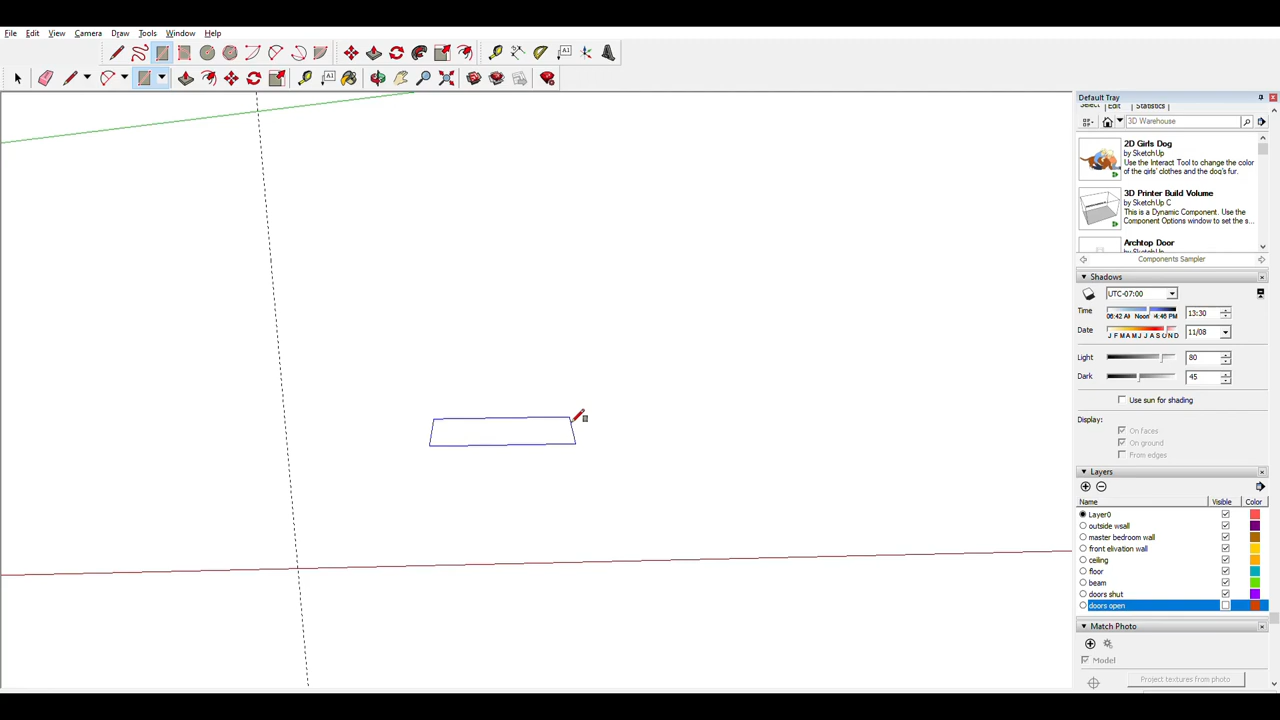 File Edit View Camera Draw Tools Window Help
Default Tray
Select Edit Statistics
3D Warehouse
2D Girls Dog
by SketchUp
Use the Interact Tool to change the color
of the girls' clothes and the dog's fur.
3D Printer Build Volume
by SketchUp C
This is a Dynamic Component. Use the
Component Options window to set the s...
Archtop Door
by SketchUp
Components Sampler
Shadows
UTC-07:00
Time 06:42 AM Noon 4:46 PM 13:30
Date J F M A M J J A S O N D 11/08
Light 80
Dark 45
Use sun for shading
Display: On faces
On ground
From edges
Layers
Name Visible Color
Layer0
outside wsall
master bedroom wall
front elivation wall
ceiling
floor
beam
doors shut
doors open
Match Photo
Model
Project textures from photo